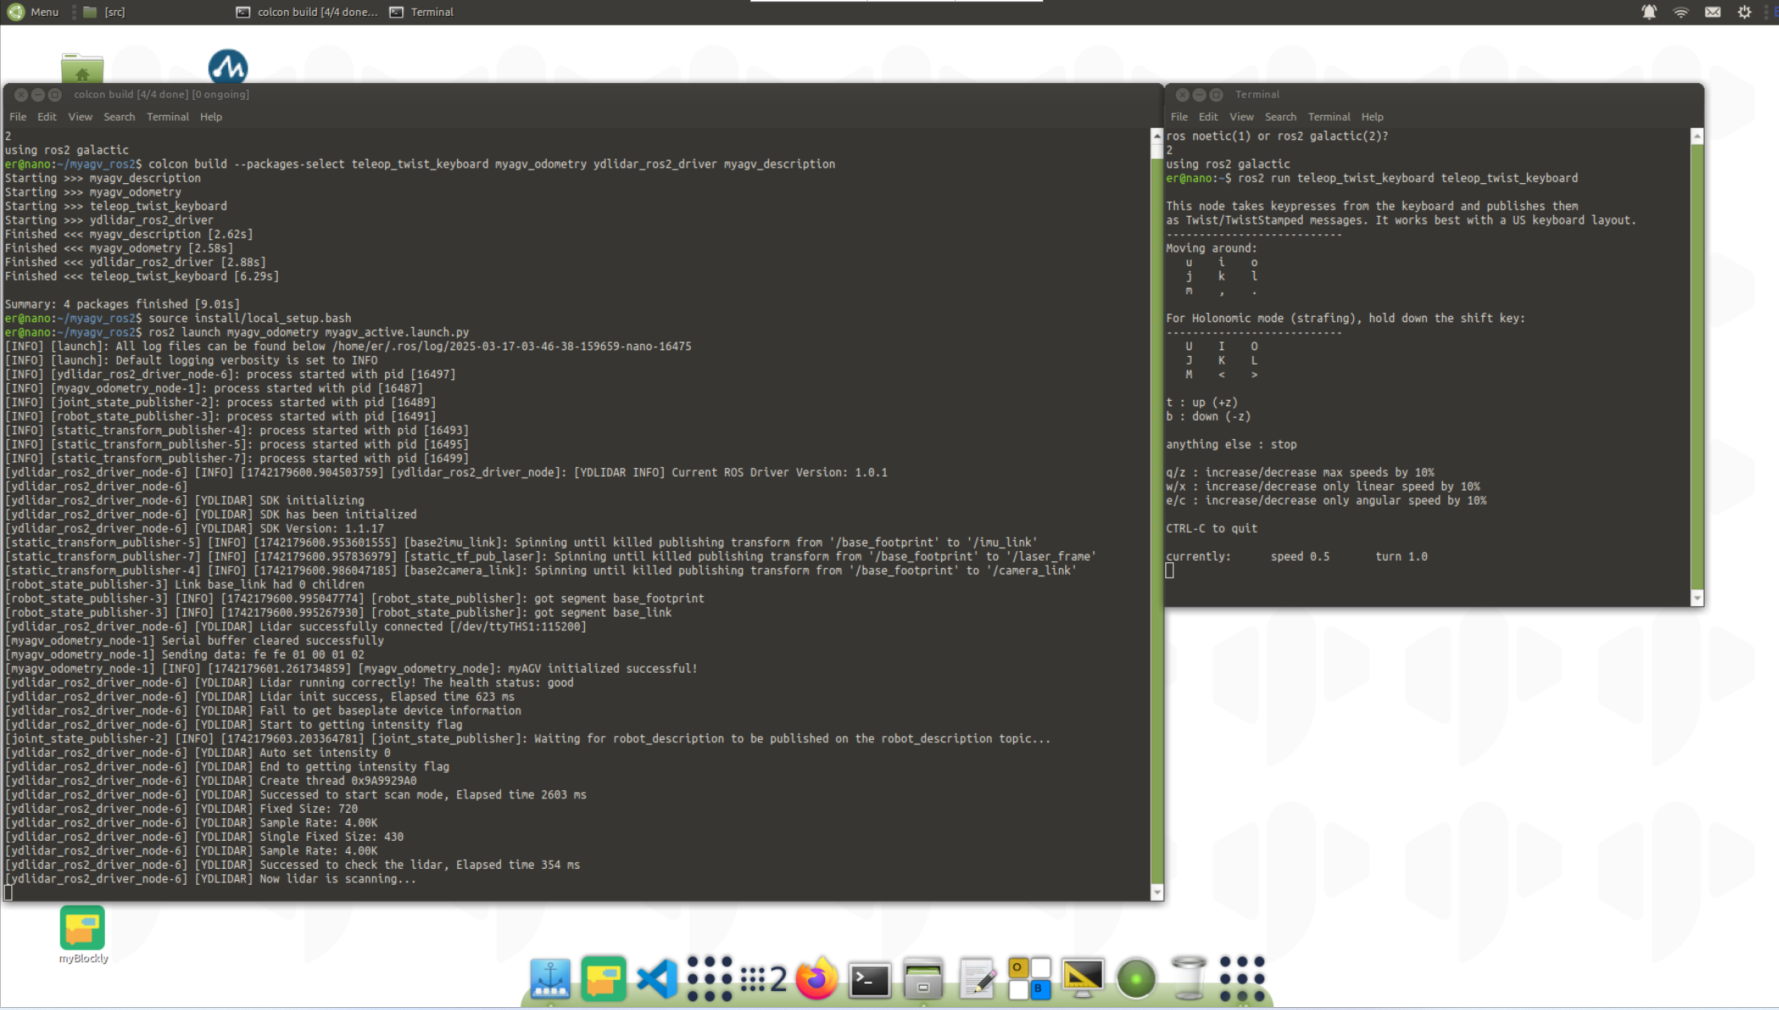 Menu
[src]
colcon build [4/4 done...
Terminal
colcon build [4/4 done] [0 ongoing]
File Edit View Search Terminal Help
2
using ros2 galactic
er@nano:~/myagv_ros2$ colcon build --packages-select teleop_twist_keyboard myagv_odometry ydlidar_ros2_driver myagv_description
Starting >>> myagv_description
Starting >>> myagv_odometry
Starting >>> teleop_twist_keyboard
Starting >>> ydlidar_ros2_driver
Finished <<< myagv_description [2.62s]
Finished <<< myagv_odometry [2.58s]
Finished <<< ydlidar_ros2_driver [2.88s]
Finished <<< teleop_twist_keyboard [6.29s]
Summary: 4 packages finished [9.01s]
er@nano:~/myagv_ros2$ source install/local_setup.bash
er@nano:~/myagv_ros2$ ros2 launch myagv_odometry myagv_active.launch.py
[INFO] [launch]: All log files can be found below /home/er/.ros/log/2025-03-17-03-46-38-159659-nano-16475
[INFO] [launch]: Default logging verbosity is set to INFO
[INFO] [ydlidar_ros2_driver_node-6]: process started with pid [16497]
[INFO] [myagv_odometry_node-1]: process started with pid [16487]
[INFO] [joint_state_publisher-2]: process started with pid [16489]
[INFO] [robot_state_publisher-3]: process started with pid [16491]
[INFO] [static_transform_publisher-4]: process started with pid [16493]
[INFO] [static_transform_publisher-5]: process started with pid [16495]
[INFO] [static_transform_publisher-7]: process started with pid [16499]
[ydlidar_ros2_driver_node-6] [INFO] [1742179600.904503759] [ydlidar_ros2_driver_node]: [YDLIDAR INFO] Current ROS Driver Version: 1.0.1
[ydlidar_ros2_driver_node-6]
[ydlidar_ros2_driver_node-6] [YDLIDAR] SDK initializing
[ydlidar_ros2_driver_node-6] [YDLIDAR] SDK has been initialized
[ydlidar_ros2_driver_node-6] [YDLIDAR] SDK Version: 1.1.17
[static_transform_publisher-5] [INFO] [1742179600.953601555] [base2imu_link]: Spinning until killed publishing transform from '/base_footprint' to '/imu_link'
[static_transform_publisher-7] [INFO] [1742179600.957836979] [static_tf_pub_laser]: Spinning until killed publishing transform from '/base_footprint' to '/laser_frame'
[static_transform_publisher-4] [INFO] [1742179600.986047185] [base2camera_link]: Spinning until killed publishing transform from '/base_footprint' to '/camera_link'
[robot_state_publisher-3] Link base_link had 0 children
[robot_state_publisher-3] [INFO] [1742179600.995047774] [robot_state_publisher]: got segment base_footprint
[robot_state_publisher-3] [INFO] [1742179600.995267930] [robot_state_publisher]: got segment base_link
[ydlidar_ros2_driver_node-6] [YDLIDAR] Lidar successfully connected [/dev/ttyTHS1:115200]
[myagv_odometry_node-1] Serial buffer cleared successfully
[myagv_odometry_node-1] Sending data: fe fe 01 00 01 02
[myagv_odometry_node-1] [INFO] [1742179601.261734859] [myagv_odometry_node]: myAGV initialized successful!
[ydlidar_ros2_driver_node-6] [YDLIDAR] Lidar running correctly! The health status: good
[ydlidar_ros2_driver_node-6] [YDLIDAR] Lidar init success, Elapsed time 623 ms
[ydlidar_ros2_driver_node-6] [YDLIDAR] Fail to get baseplate device information
[ydlidar_ros2_driver_node-6] [YDLIDAR] Start to getting intensity flag
[joint_state_publisher-2] [INFO] [1742179603.203364781] [joint_state_publisher]: Waiting for robot_description to be published on the robot_description topic...
[ydlidar_ros2_driver_node-6] [YDLIDAR] Auto set intensity 0
[ydlidar_ros2_driver_node-6] [YDLIDAR] End to getting intensity flag
[ydlidar_ros2_driver_node-6] [YDLIDAR] Create thread 0x9A9929A0
[ydlidar_ros2_driver_node-6] [YDLIDAR] Successed to start scan mode, Elapsed time 2603 ms
[ydlidar_ros2_driver_node-6] [YDLIDAR] Fixed Size: 720
[ydlidar_ros2_driver_node-6] [YDLIDAR] Sample Rate: 4.00K
[ydlidar_ros2_driver_node-6] [YDLIDAR] Single Fixed Size: 430
[ydlidar_ros2_driver_node-6] [YDLIDAR] Sample Rate: 4.00K
[ydlidar_ros2_driver_node-6] [YDLIDAR] Successed to check the lidar, Elapsed time 354 ms
[ydlidar_ros2_driver_node-6] [YDLIDAR] Now lidar is scanning...
Terminal
File Edit View Search Terminal Help
ros noetic(1) or ros2 galactic(2)?
2
using ros2 galactic
er@nano:~$ ros2 run teleop_twist_keyboard teleop_twist_keyboard
This node takes keypresses from the keyboard and publishes them
as Twist/TwistStamped messages. It works best with a US keyboard layout.
---------------------------
Moving around:
u i o
j k l
m , .
For Holonomic mode (strafing), hold down the shift key:
---------------------------
U I O
J K L
M < >
t : up (+z)
b : down (-z)
anything else : stop
q/z : increase/decrease max speeds by 10%
w/x : increase/decrease only linear speed by 10%
e/c : increase/decrease only angular speed by 10%
CTRL-C to quit
currently: speed 0.5 turn 1.0
myBlockly
2
O
B